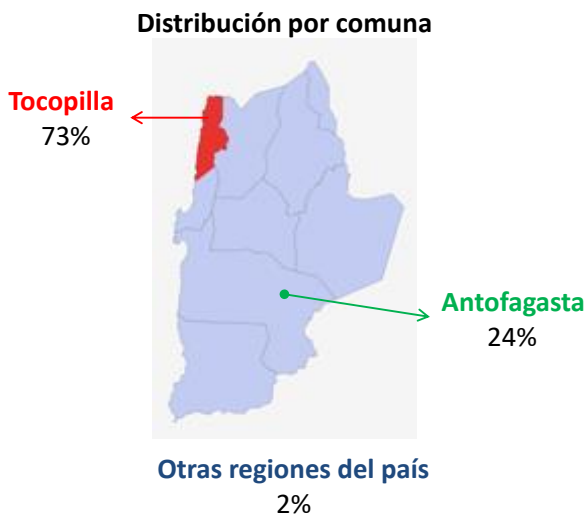 Distribución por comuna
Tocopilla
73%
Antofagasta
24%
Otras regiones del país
2%